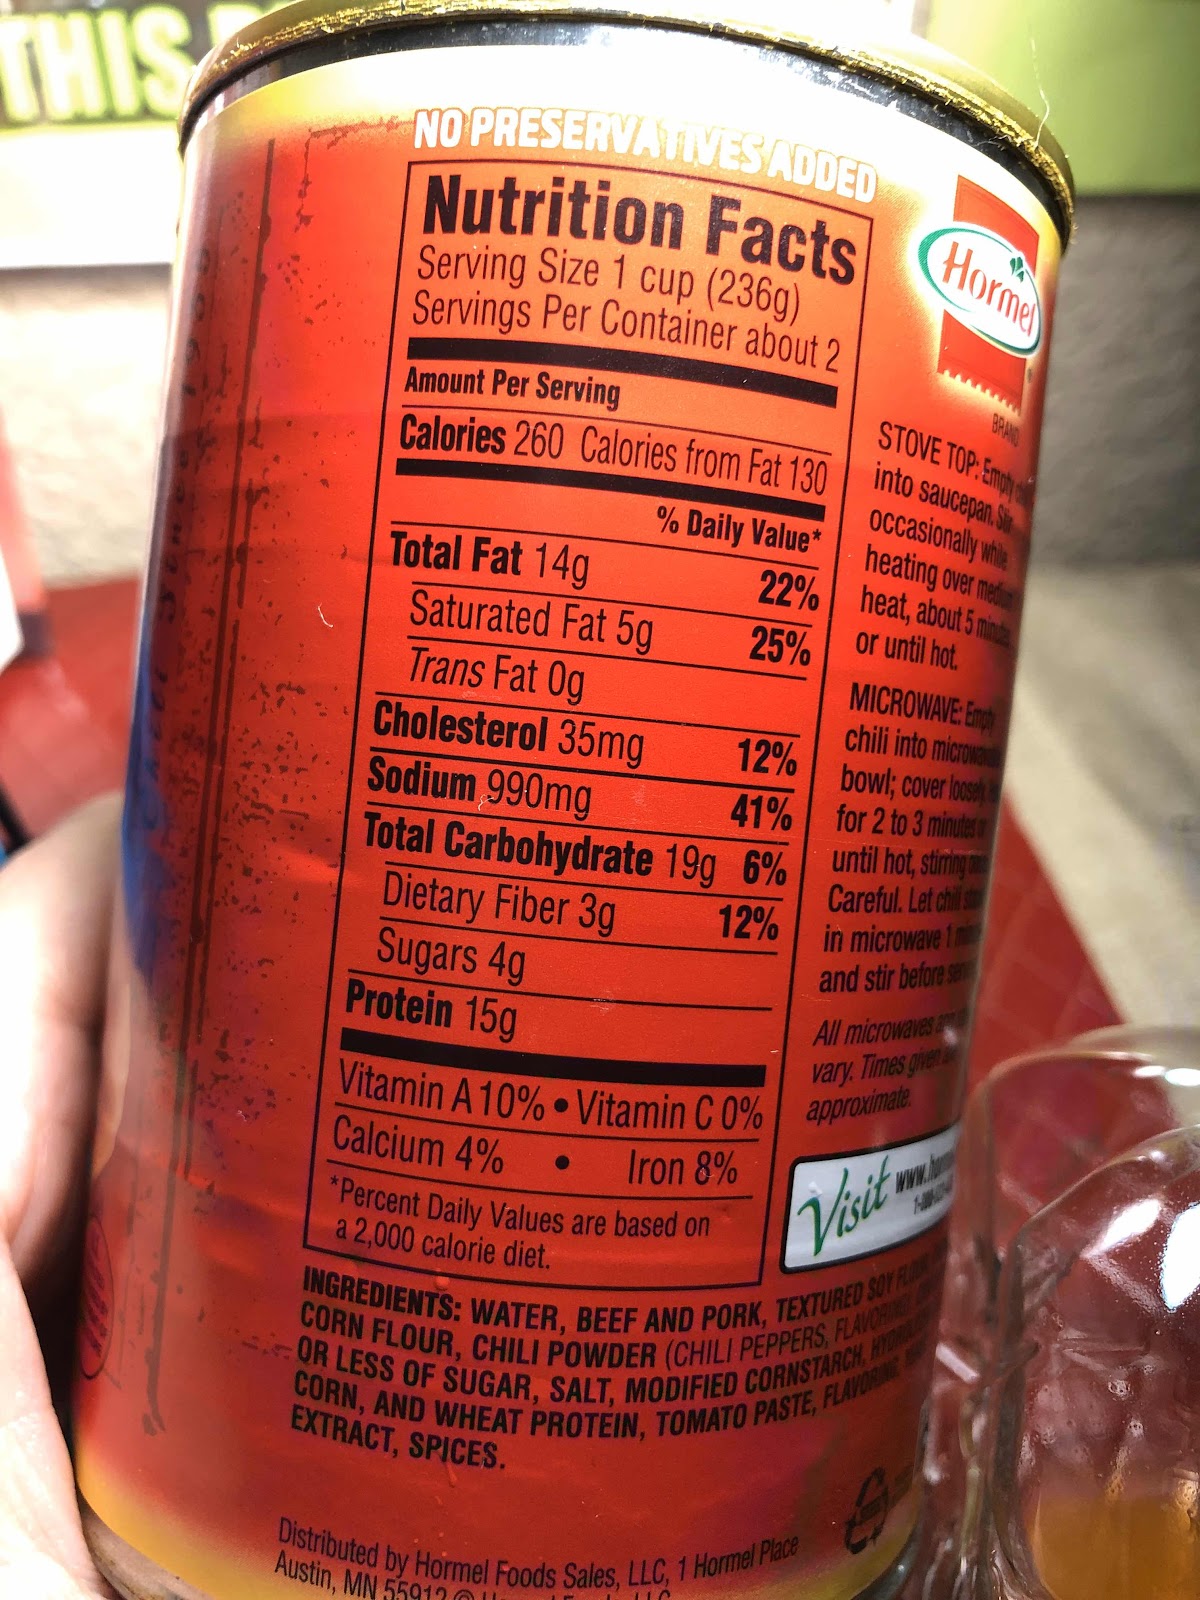 THIS
NO PRESERVATIVES ADDED
Nutrition Facts
Serving Size 1 cup (236g)
Servings Per Container about 2
Amount Per Serving
Calories 260 Calories from Fat 130
% Daily Value*
Total Fat 14g 22%
Saturated Fat 5g 25%
Trans Fat 0g
Cholesterol 35mg 12%
Sodium 990mg 41%
Total Carbohydrate 19g 6%
Dietary Fiber 3g 12%
Sugars 4g
Protein 15g
Vitamin A 10% • Vitamin C 0%
Calcium 4% • Iron 8%
*Percent Daily Values are based on
a 2,000 calorie diet.
Hormel
BRAND
STOVE TOP: Empty
into saucepan. Stir
occasionally while
heating over medium
heat, about 5 minutes
or until hot.
MICROWAVE: Empty
chili into
bowl; cover loosely.
for 2 to 3 minutes or
until hot, stirring
Careful. Let chili
in microwave 1
and stir before
All microwaves
vary. Times given
approximate.
Visit
INGREDIENTS: WATER, BEEF AND PORK, TEXTURED SOY
CORN FLOUR, CHILI POWDER (CHILI PEPPERS,
OR LESS OF SUGAR, SALT, MODIFIED CORNSTARCH,
CORN, AND WHEAT PROTEIN, TOMATO PASTE, FLAVORING,
EXTRACT, SPICES.
Distributed by Hormel Foods Sales, LLC, 1 Hormel Place
Austin, MN 55912 ©